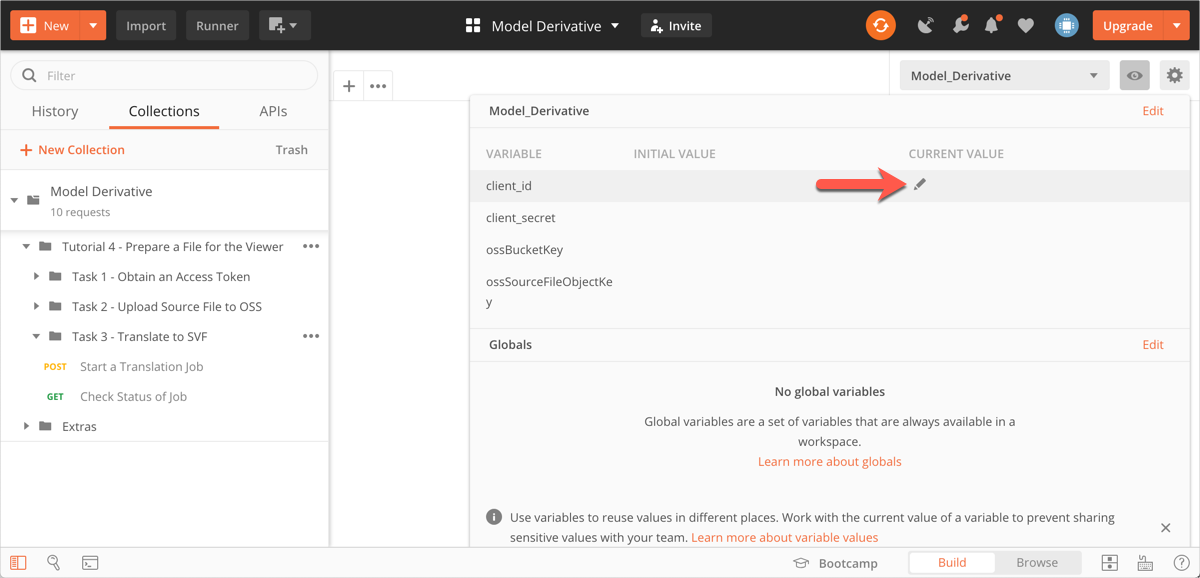 New
Import
Runner
Model Derivative
Invite
Upgrade
Filter
History
Collections
APIs
New Collection
Trash
Model Derivative
10 requests
Tutorial 4 - Prepare a File for the Viewer
Task 1 - Obtain an Access Token
Task 2 - Upload Source File to OSS
Task 3 - Translate to SVF
POST Start a Translation Job
GET Check Status of Job
Extras
Model_Derivative
Model_Derivative
Edit
VARIABLE
INITIAL VALUE
CURRENT VALUE
client_id
client_secret
ossBucketKey
ossSourceFileObjectKe
y
Globals
Edit
No global variables
Global variables are a set of variables that are always available in a
workspace.
Learn more about globals
Use variables to reuse values in different places. Work with the current value of a variable to prevent sharing
sensitive values with your team. Learn more about variable values
Bootcamp
Build
Browse